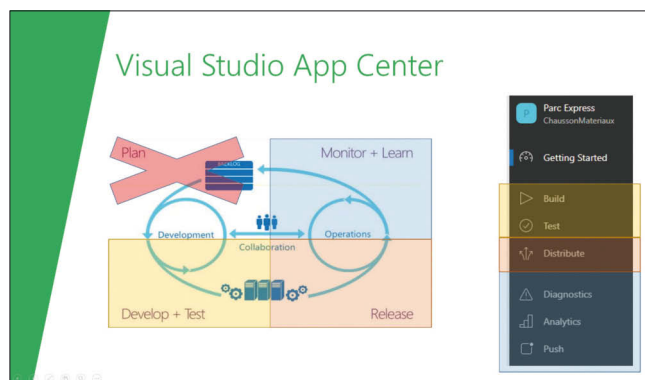 Visual Studio App Center
Plan
BACKLOG
Monitor + Learn
Development
Collaboration
Operations
Develop + Test
Release
P
Parc Express
ChaussonMateriaux
Getting Started
Build
Test
Distribute
Diagnostics
Analytics
Push